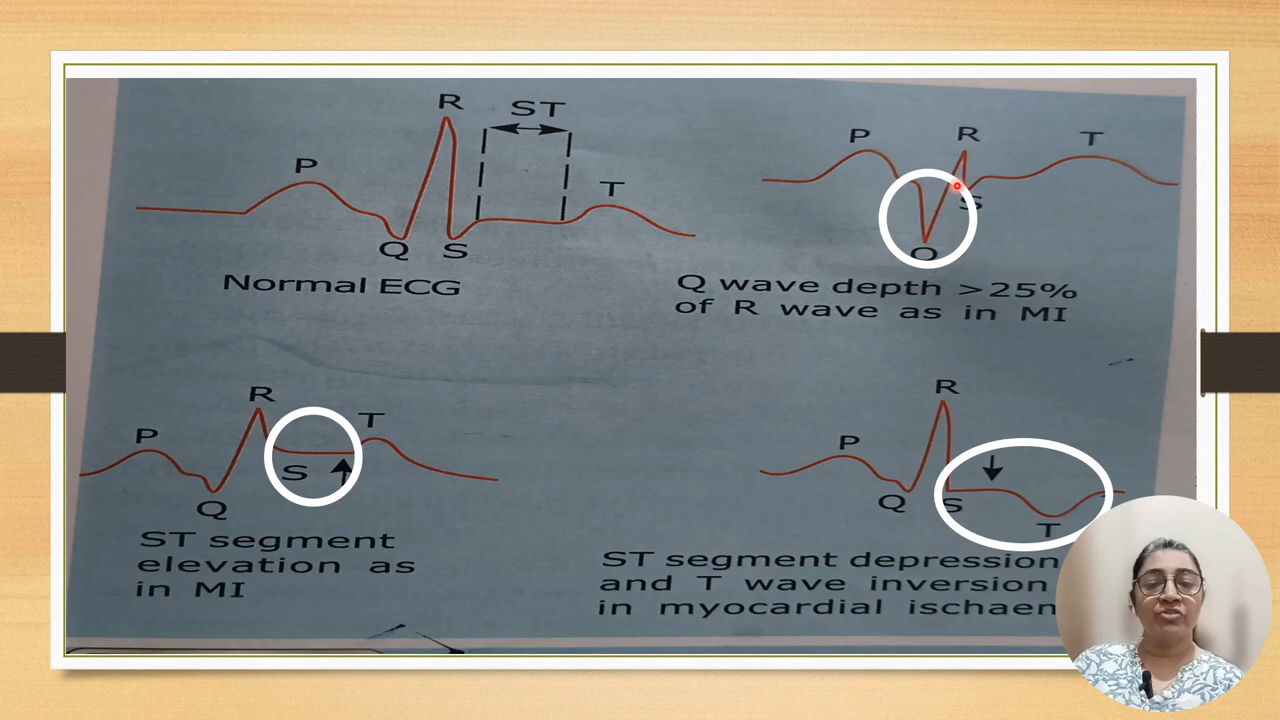 R
ST
P
T
Q
S
Normal ECG
P
R
T
S
Q
Q wave depth >25%
of R wave as in MI
R
T
P
S
Q
ST segment
elevation as
in MI
R
P
Q
S
T
ST segment depression
and T wave inversion
in myocardial